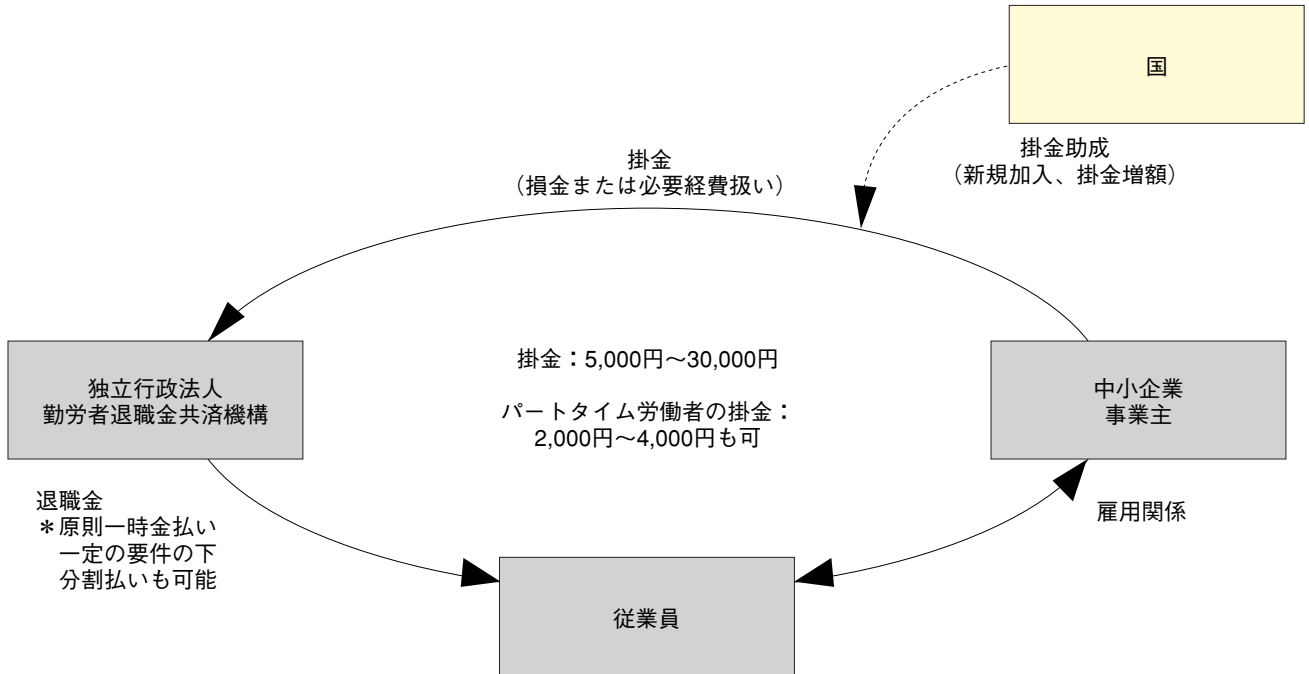 国
掛金助成
（新規加入、掛金増額）
掛金
（損金または必要経費扱い）
独立行政法人
勤労者退職金共済機構
掛金：5,000円～30,000円
パートタイム労働者の掛金：
2,000円～4,000円も可
中小企業
事業主
退職金
＊原則一時金払い
一定の要件の下
分割払いも可能
雇用関係
従業員